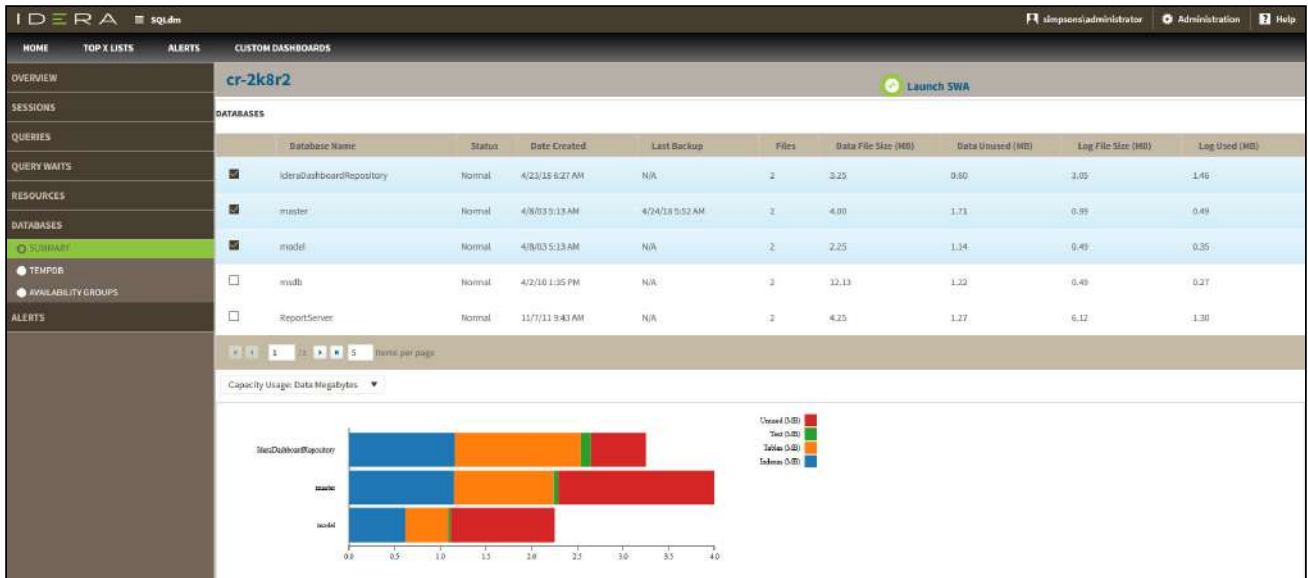 IDERA SQLdm simpsons\administrator Administration Help
HOME TOP X LISTS ALERTS CUSTOM DASHBOARDS
OVERVIEW
SESSIONS
QUERIES
QUERY WAITS
RESOURCES
DATABASES
SUMMARY
TEMPDB
AVAILABILITY GROUPS
ALERTS
cr-2k8r2 Launch SWA
DATABASES
Database Name Status Date Created Last Backup Files Data File Size (MB) Data Unused (MB) Log File Size (MB) Log Used (MB)
IderaDashboardRepository Normal 4/23/18 6:27 AM N/A 2 3.25 0.60 3.05 1.46
master Normal 4/8/03 5:13 AM 4/24/18 5:52 AM 2 4.00 1.71 0.99 0.49
model Normal 4/8/03 5:13 AM N/A 2 2.25 1.14 0.49 0.35
msdb Normal 4/2/10 1:35 PM N/A 2 12.13 1.22 0.49 0.27
ReportServer Normal 11/7/11 9:43 AM N/A 2 4.25 1.27 6.12 1.30
1 5 Items per page
Capacity Usage: Data Megabytes
Unused (MB)
Text (MB)
Tables (MB)
Indexes (MB)
IderaDashboardRepository
master
model
0.0 0.5 1.0 1.5 2.0 2.5 3.0 3.5 4.0